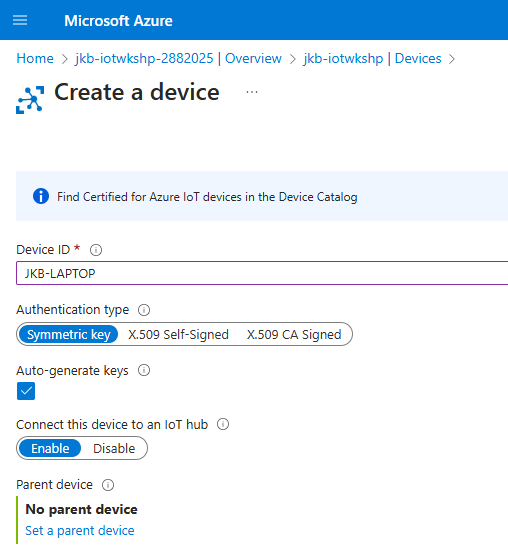 Microsoft Azure
Home > jkb-iotwkshp-2882025 | Overview > jkb-iotwkshp | Devices >
Create a device ...
Find Certified for Azure IoT devices in the Device Catalog
Device ID *
JKB-LAPTOP
Authentication type
Symmetric key X.509 Self-Signed X.509 CA Signed
Auto-generate keys
Connect this device to an IoT hub
Enable Disable
Parent device
No parent device
Set a parent device